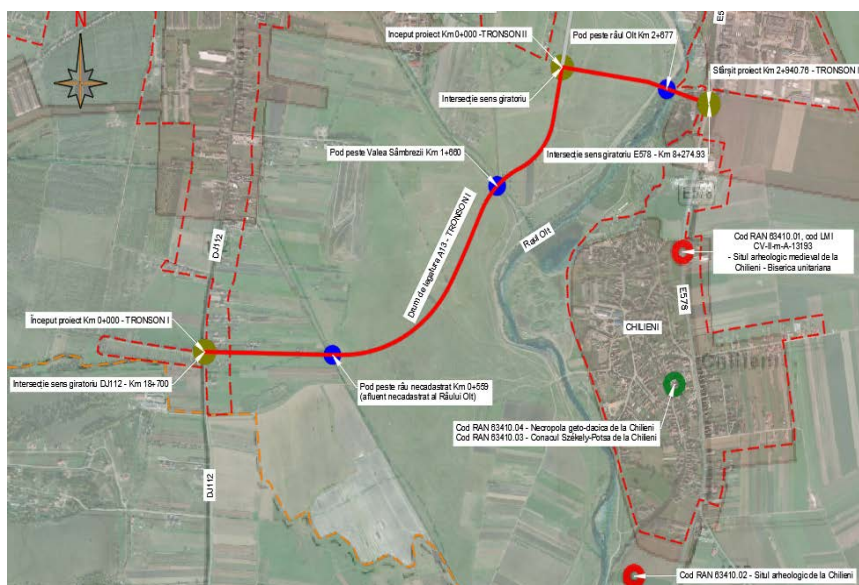 N
Început proiect Km 0+000 -TRONSON II
Pod peste râul Olt Km 2+677
Sfârșit proiect Km 2+940.76 - TRONSON I
Intersecție sens giratoriu
Pod peste Valea Sâmbrezii Km 1+660
Intersecție sens giratoriu E578 - Km 8+274.93
E578
DJ112
Drum de legatura A13 - TRONSON I
Raul Olt
Cod RAN 63410.01, cod LMI
CV-II-m-A-13193
- Situl arheologic medieval de la
Chilieni - Biserica unitariana
E578
Început proiect Km 0+000 - TRONSON I
CHILIENI
Chilieni
Intersecție sens giratoriu DJ112 - Km 18+700
Pod peste râu necadastrat Km 0+559
(afluent necadastrat al Râului Olt)
Cod RAN 63410.04 - Necropola geto-dacica de la Chilieni
Cod RAN 63410.03 - Conacul Székely-Potsa de la Chilieni
DJ112
Cod RAN 63410.02 - Situl arheologic de la Chilieni